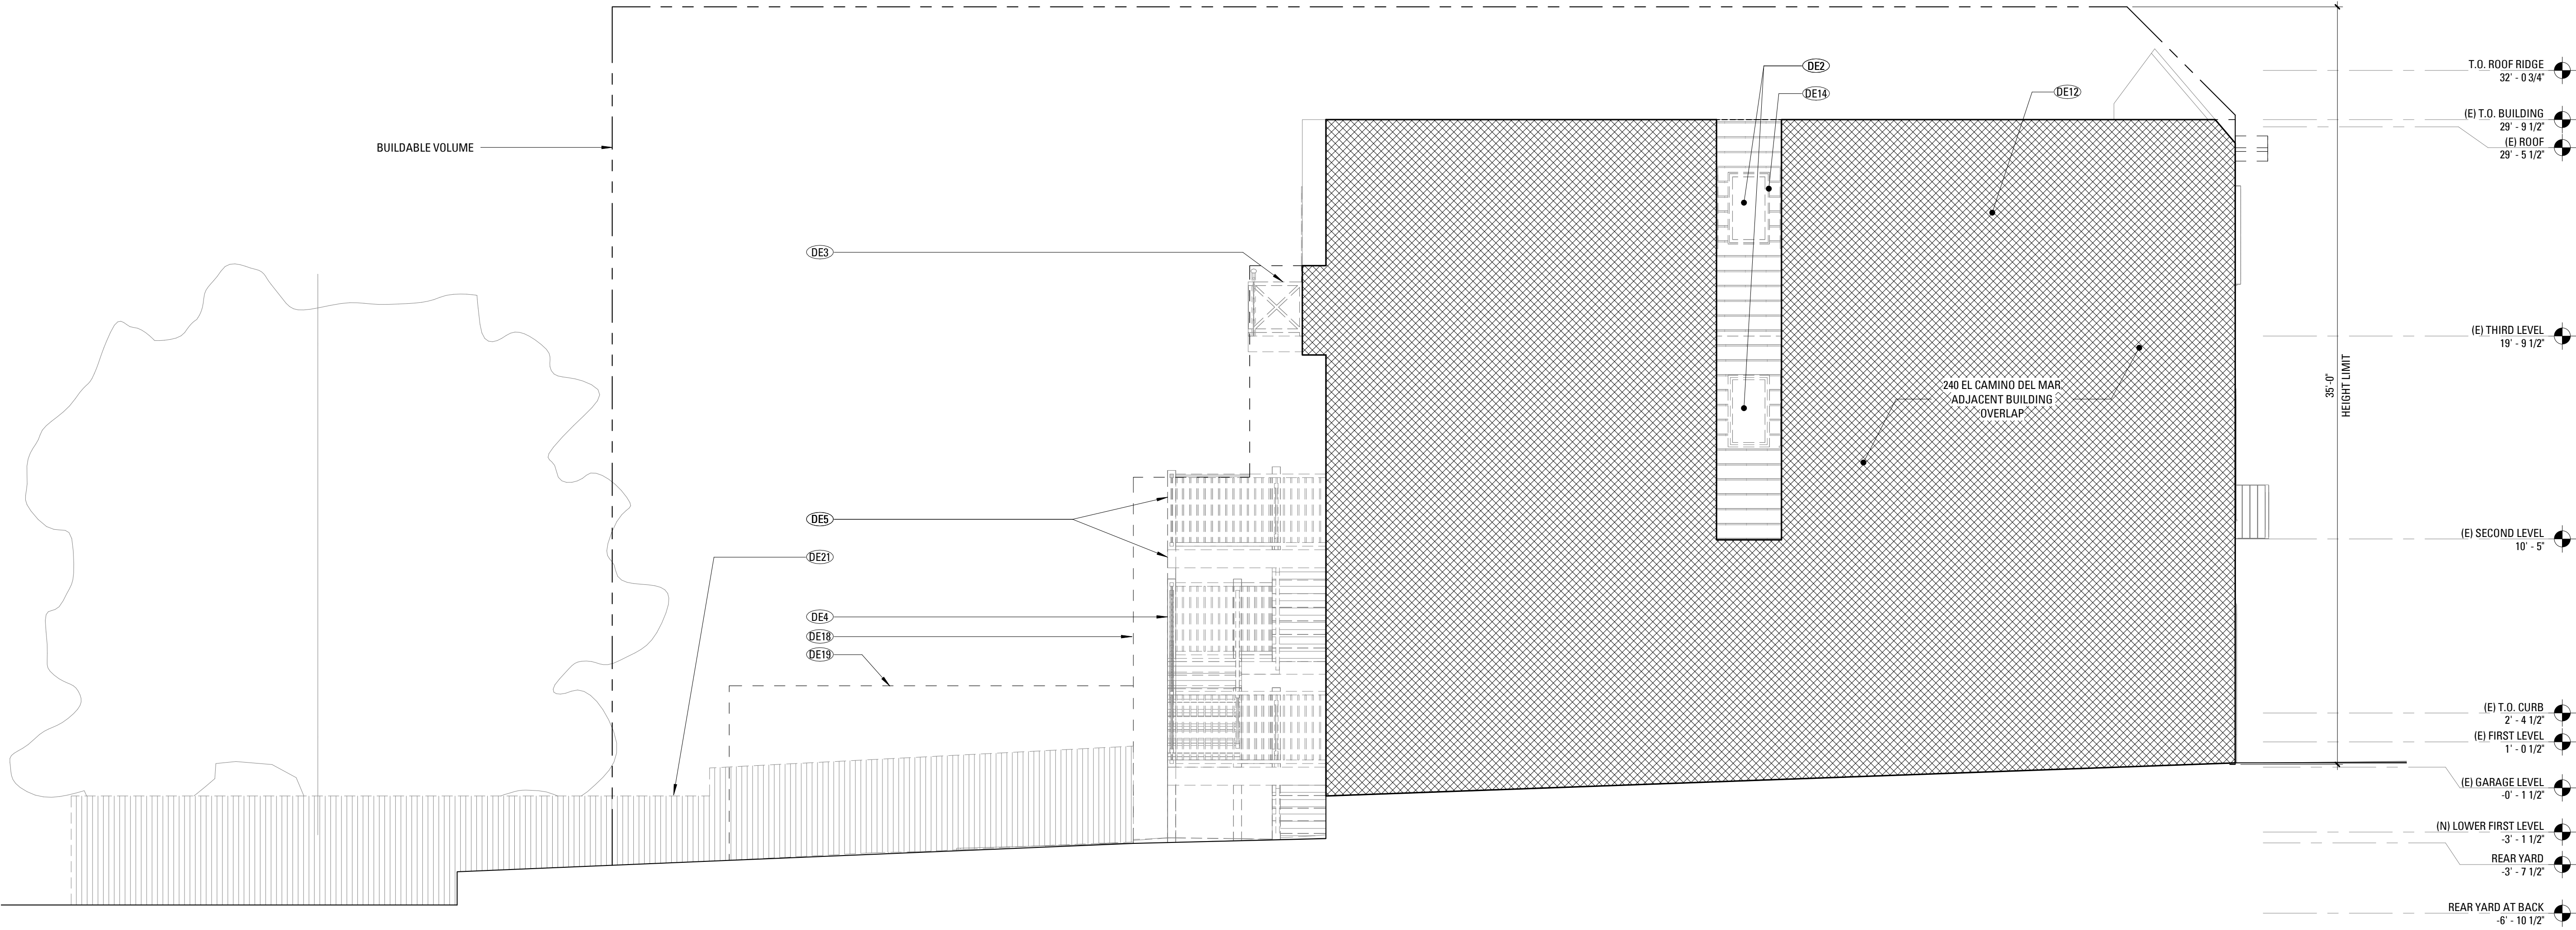 DE2
T.O. ROOF RIDGE
32' - 0 3/4"
DE14
DE12
(E) T.O. BUILDING
29' - 9 1/2"
BUILDABLE VOLUME
(E) ROOF
29' - 5 1/2"
DE3
(E) THIRD LEVEL
19' - 9 1/2"
240 EL CAMINO DEL MAR
ADJACENT BUILDING
OVERLAP
35'-0"
HEIGHT LIMIT
DE5
(E) SECOND LEVEL
10' - 5"
DE21
DE4
DE18
DE19
(E) T.O. CURB
2' - 4 1/2"
(E) FIRST LEVEL
1' - 0 1/2"
(E) GARAGE LEVEL
-0' - 1 1/2"
(N) LOWER FIRST LEVEL
-3' - 1 1/2"
REAR YARD
-3' - 7 1/2"
REAR YARD AT BACK
-6' - 10 1/2"